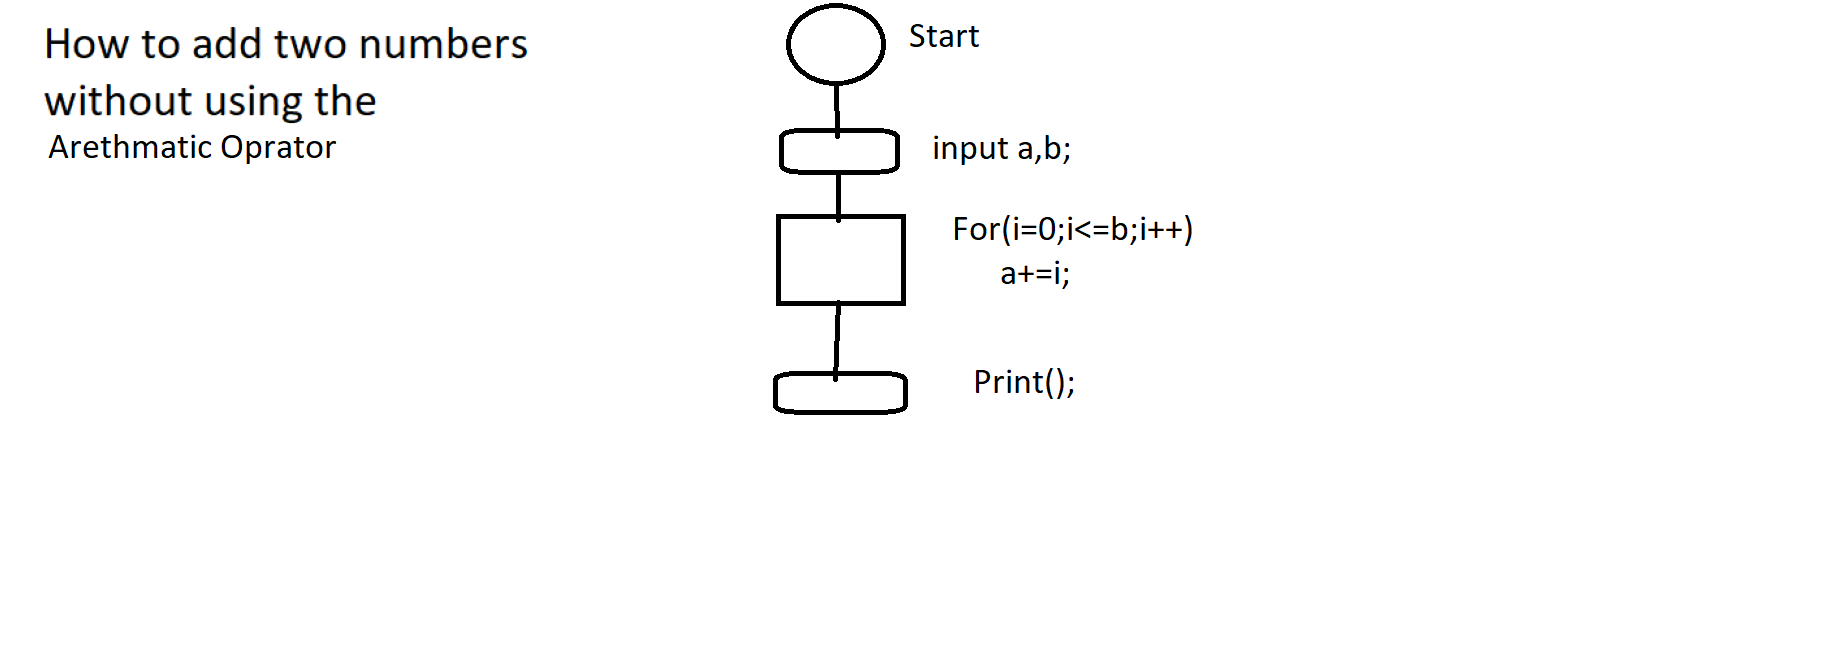 How to add two numbers
without using the
Arethmatic Oprator
Start
input a,b;
For(i=0;i<=b;i++)
a+=i;
Print();